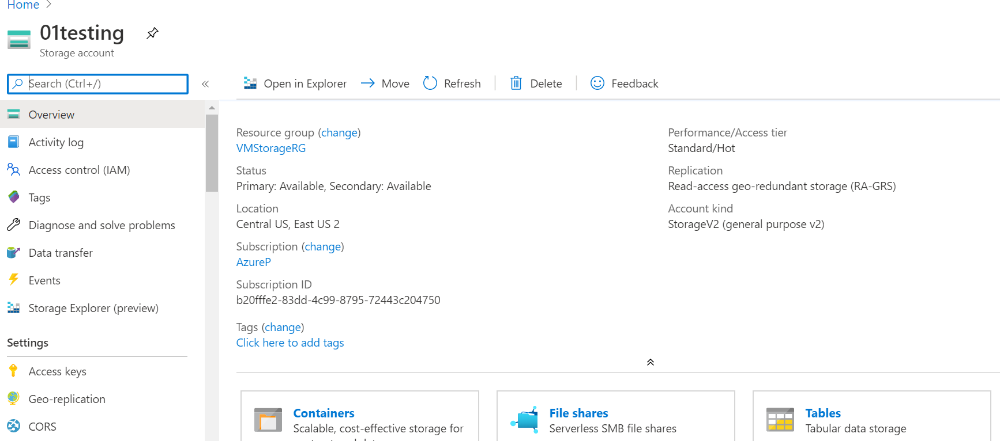 Home >
01testing
Storage account
Search (Ctrl+/)
«
Open in Explorer
Move
Refresh
Delete
Feedback
Overview
Activity log
Access control (IAM)
Tags
Diagnose and solve problems
Data transfer
Events
Storage Explorer (preview)
Settings
Access keys
Geo-replication
CORS
Resource group (change)
VMStorageRG
Status
Primary: Available, Secondary: Available
Location
Central US, East US 2
Subscription (change)
AzureP
Subscription ID
b20fffe2-83dd-4c99-8795-72443c204750
Tags (change)
Click here to add tags
Performance/Access tier
Standard/Hot
Replication
Read-access geo-redundant storage (RA-GRS)
Account kind
StorageV2 (general purpose v2)
Containers
Scalable, cost-effective storage for
File shares
Serverless SMB file shares
Tables
Tabular data storage